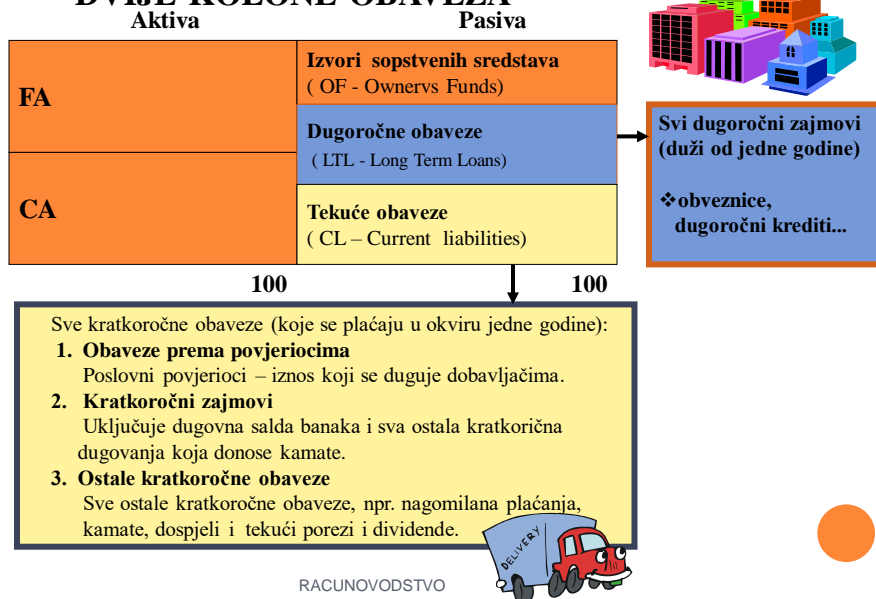 DVIJE KOLONE OBAVEZA
Aktiva Pasiva
FA
Izvori sopstvenih sredstava
( OF - Ownervs Funds)
Dugoročne obaveze
( LTL - Long Term Loans)
CA
Tekuće obaveze
( CL – Current liabilities)
100 100
Svi dugoročni zajmovi
(duži od jedne godine)
❖obveznice,
dugoročni krediti...
Sve kratkoročne obaveze (koje se plaćaju u okviru jedne godine):
1. Obaveze prema povjeriocima
Poslovni povjerioci – iznos koji se duguje dobavljačima.
2. Kratkoročni zajmovi
Uključuje dugovna salda banaka i sva ostala kratkorična
dugovanja koja donose kamate.
3. Ostale kratkoročne obaveze
Sve ostale kratkoročne obaveze, npr. nagomilana plaćanja,
kamate, dospjeli i tekući porezi i dividende.
DELIVERY
RACUNOVODSTVO